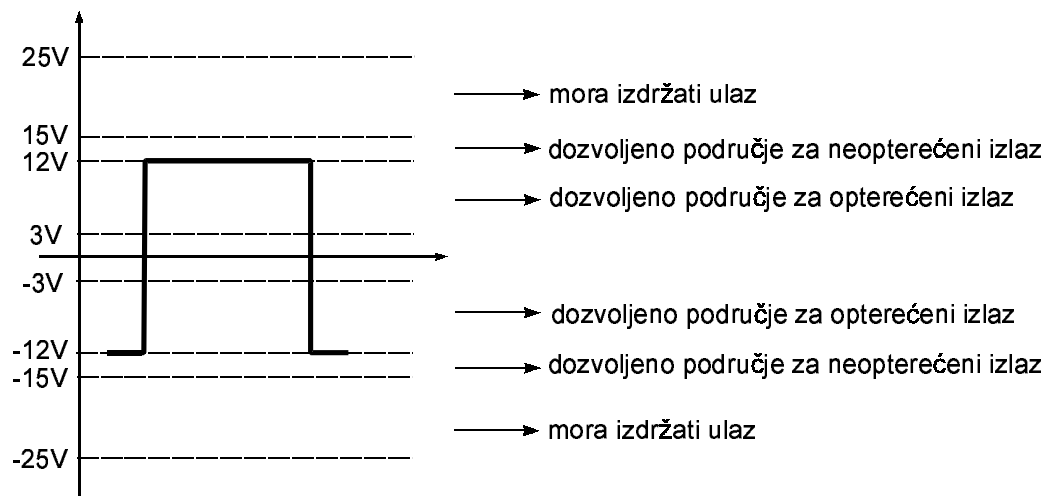 25V
mora izdržati ulaz
15V
dozvoljeno područje za neopterećeni izlaz
12V
dozvoljeno područje za opterećeni izlaz
3V
-3V
dozvoljeno područje za opterećeni izlaz
-12V
dozvoljeno područje za neopterećeni izlaz
-15V
mora izdržati ulaz
-25V